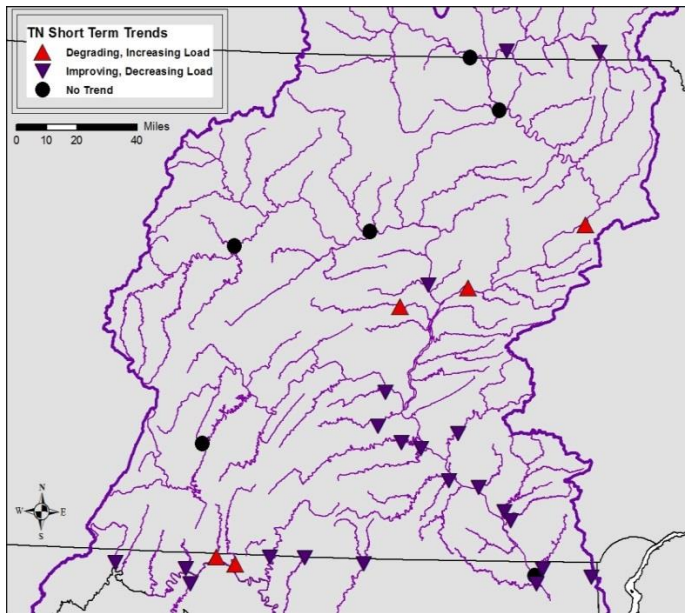 TN Short Term Trends
Degrading, Increasing Load
Improving, Decreasing Load
No Trend
Miles
0 10 20 40
N
W E
S